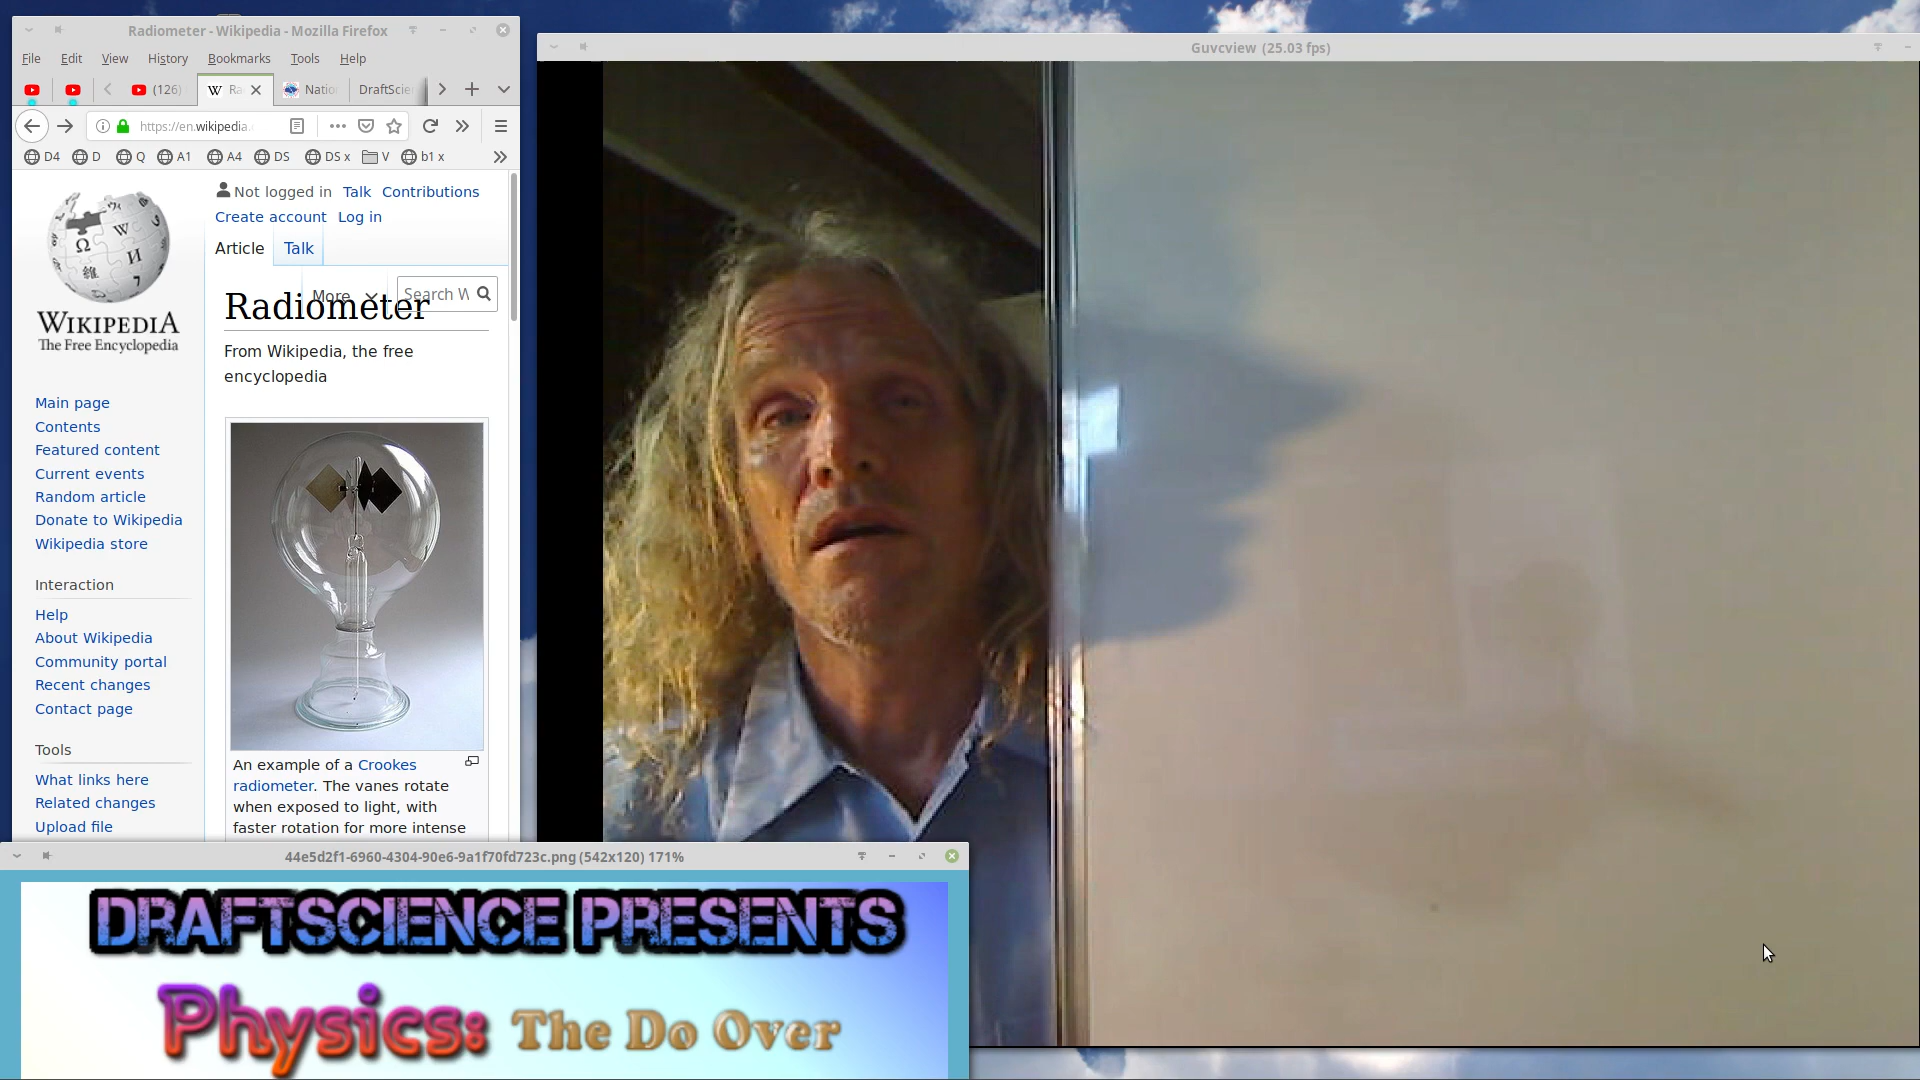 Radiometer - Wikipedia - Mozilla Firefox
File Edit View History Bookmarks Tools Help
(126) Ra Natio DraftScie
https://en.wikipedia.
D4 D Q A1 A4 DS DS x V b1 x
Not logged in Talk Contributions
Create account Log in
Article Talk
More Search W
WIKIPEDIA
The Free Encyclopedia
Main page
Contents
Featured content
Current events
Random article
Donate to Wikipedia
Wikipedia store
Interaction
Help
About Wikipedia
Community portal
Recent changes
Contact page
Tools
What links here
Related changes
Upload file
Radiometer
From Wikipedia, the free
encyclopedia
An example of a Crookes
radiometer. The vanes rotate
when exposed to light, with
faster rotation for more intense
Guvcview (25.03 fps)
44e5d2f1-6960-4304-90e6-9a1f70fd723c.png (542x120) 171%
DRAFTSCIENCE PRESENTS
Physics: The Do Over